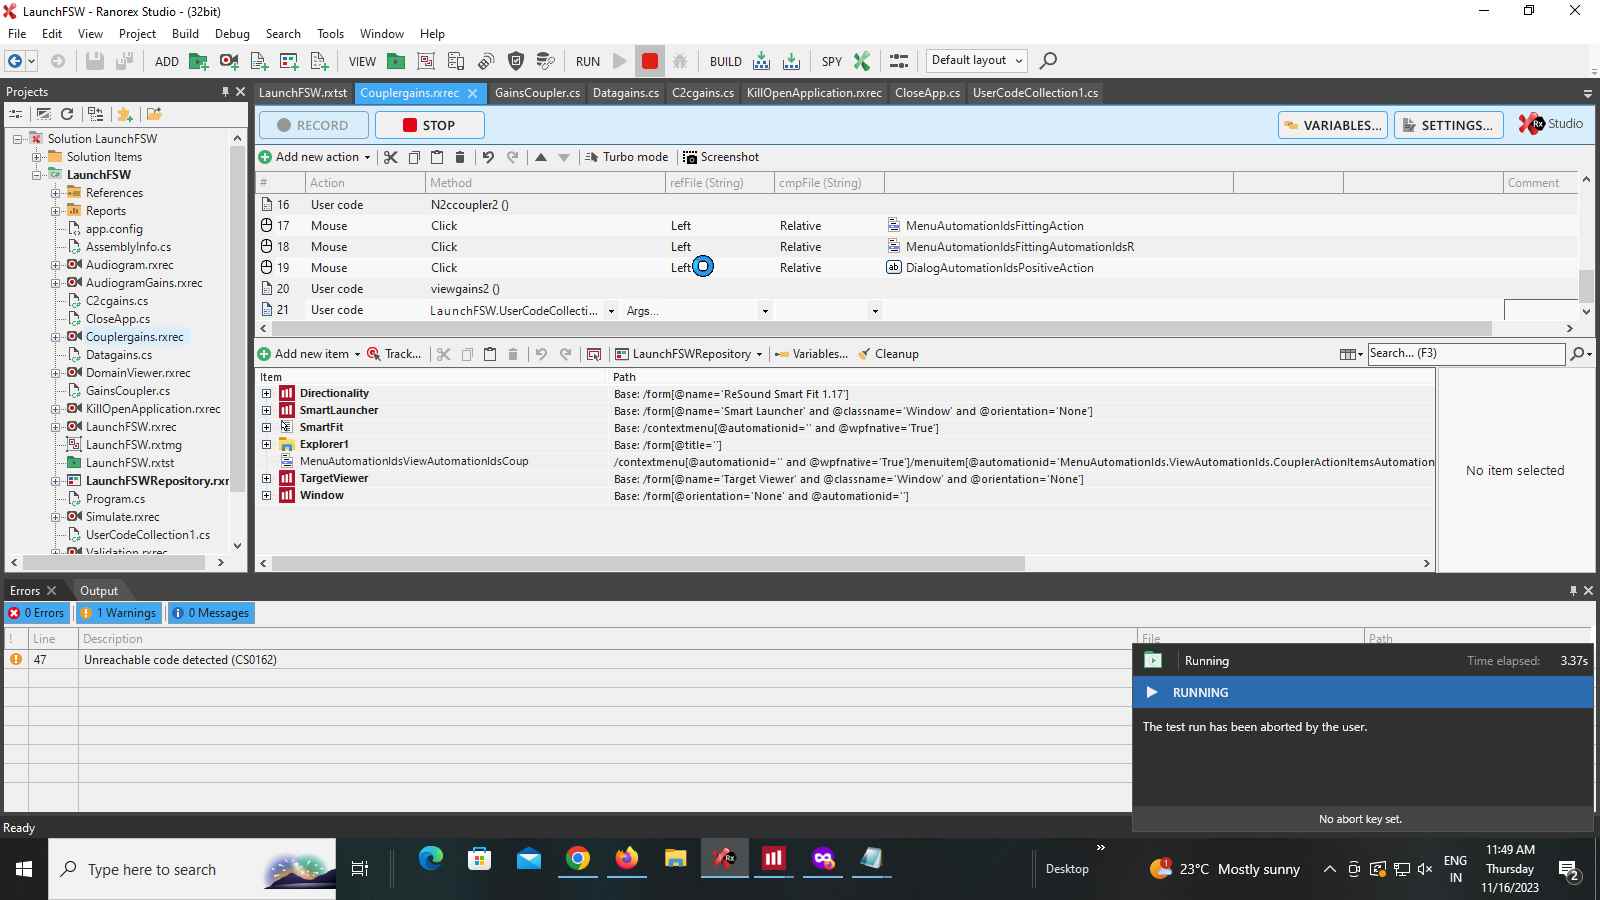 LaunchFSW - Ranorex Studio - (32bit)
File Edit View Project Build Debug Search Tools Window Help
ADD VIEW RUN BUILD SPY Default layout
Projects
LaunchFSW.rxtst Couplergains.rxrec GainsCoupler.cs Datagains.cs C2cgains.cs KillOpenApplication.rxrec CloseApp.cs UserCodeCollection1.cs
RECORD STOP VARIABLES... SETTINGS... Rx Studio
Add new action Turbo mode Screenshot
# Action Method refFile (String) cmpFile (String) Comment
16 User code N2ccoupler2 ()
17 Mouse Click Left Relative MenuAutomationIdsFittingAction
18 Mouse Click Left Relative MenuAutomationIdsFittingAutomationIdsR
19 Mouse Click Left Relative ab DialogAutomationIdsPositiveAction
20 User code viewgains2 ()
21 User code LaunchFSW.UserCodeCollecti... Args...
Solution LaunchFSW
Solution Items
LaunchFSW
References
Reports
app.config
AssemblyInfo.cs
Audiogram.rxrec
AudiogramGains.rxrec
C2cgains.cs
CloseApp.cs
Couplergains.rxrec
Datagains.cs
DomainViewer.rxrec
GainsCoupler.cs
KillOpenApplication.rxrec
LaunchFSW.rxrec
LaunchFSW.rxtmg
LaunchFSW.rxtst
LaunchFSWRepository.rxr
Program.cs
Simulate.rxrec
UserCodeCollection1.cs
Validation.rxrec
Add new item Track... LaunchFSWRepository Variables... Cleanup Search... (F3)
Item Path
Directionality Base: /form[@name='ReSound Smart Fit 1.17']
SmartLauncher Base: /form[@name='Smart Launcher' and @classname='Window' and @orientation='None']
SmartFit Base: /contextmenu[@automationid='' and @wpfnative='True']
Explorer1 Base: /form[@title='']
MenuAutomationIdsViewAutomationIdsCoup /contextmenu[@automationid='' and @wpfnative='True']/menuitem[@automationid='MenuAutomationIds.ViewAutomationIds.CouplerActionItemsAutomation
TargetViewer Base: /form[@name='Target Viewer' and @classname='Window' and @orientation='None']
Window Base: /form[@orientation='None' and @automationid='']
No item selected
Errors Output
0 Errors 1 Warnings 0 Messages
! Line Description File Path
47 Unreachable code detected (CS0162)
Running Time elapsed: 3.37s
RUNNING
The test run has been aborted by the user.
No abort key set.
Ready
Type here to search
Rx
Desktop
1
23°C Mostly sunny
ENG
IN
11:49 AM
Thursday
11/16/2023
2